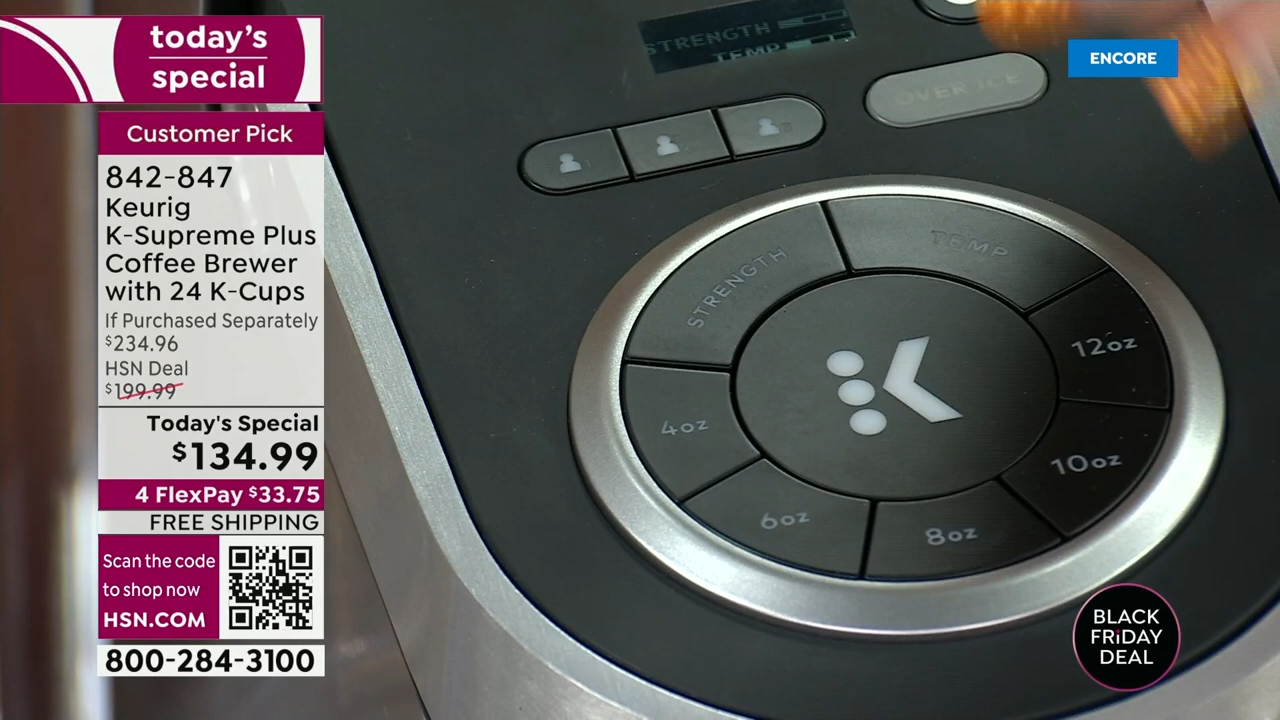 today's
special
Customer Pick
842-847
Keurig
K-Supreme Plus
Coffee Brewer
with 24 K-Cups
If Purchased Separately
$234.96
HSN Deal
$199.99
Today's Special
$134.99
4 FlexPay $33.75
FREE SHIPPING
Scan the code
to shop now
HSN.COM
800-284-3100
STRENGTH
TEMP
ENCORE
OVER ICE
STRENGTH
TEMP
4oz
6oz
8oz
10oz
12oz
BLACK
FRIDAY
DEAL